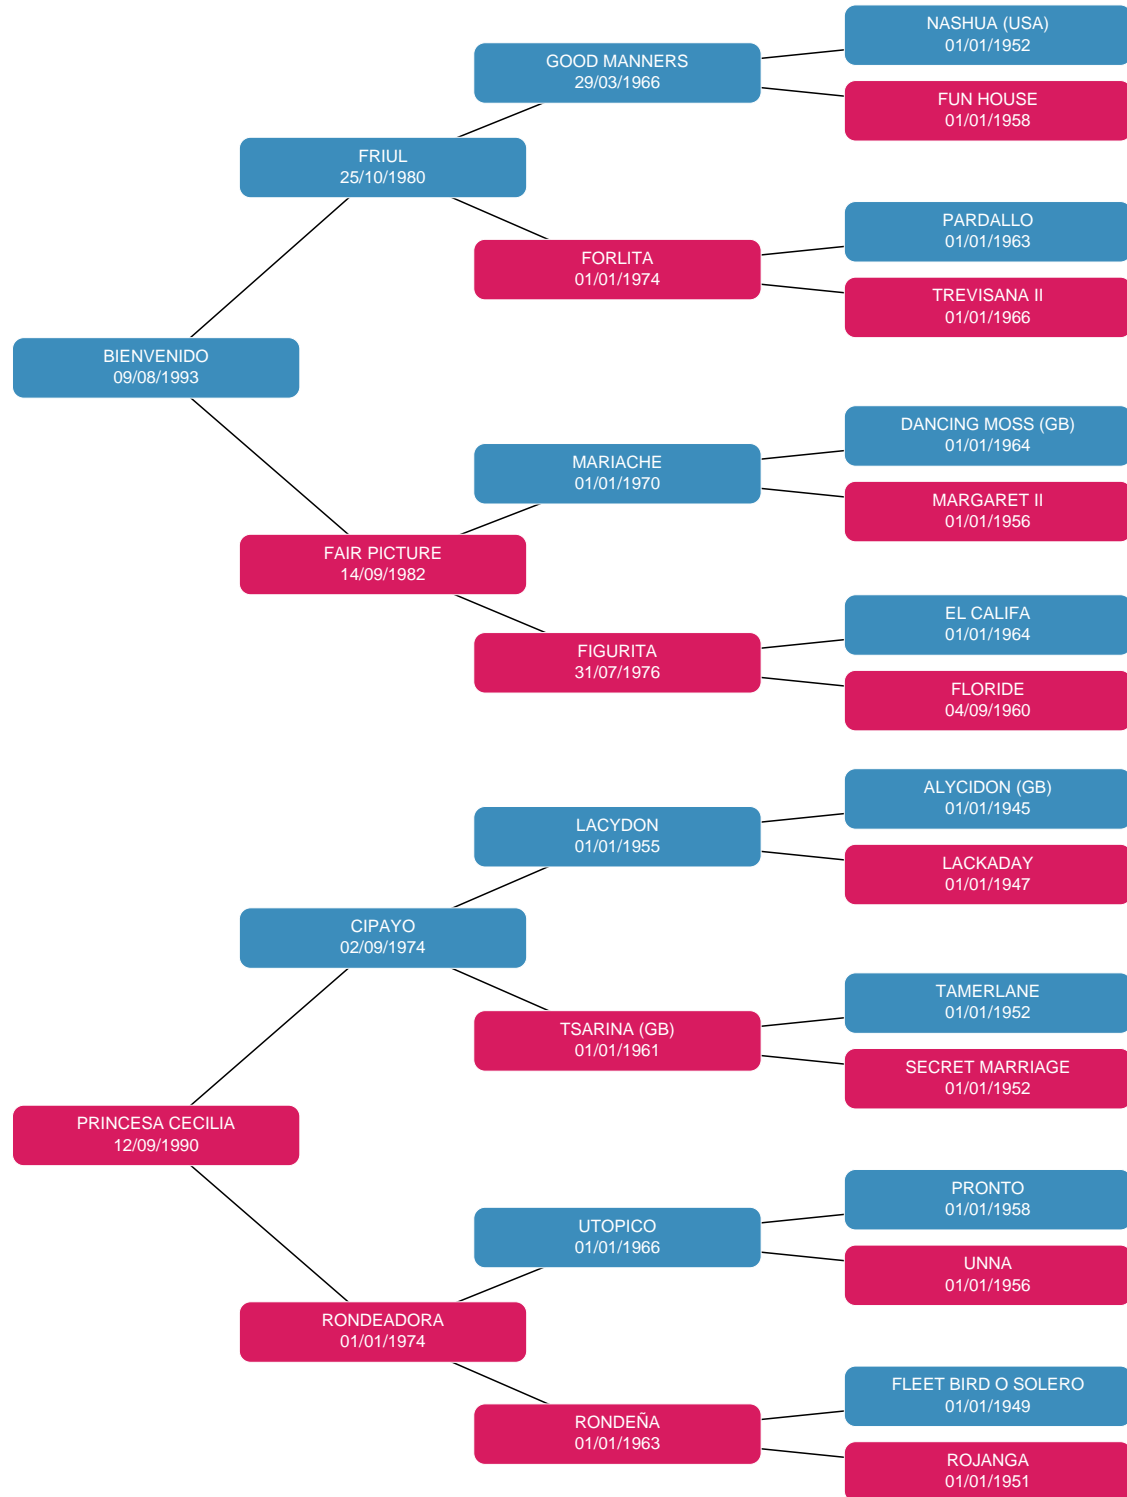 NASHUA (USA)
01/01/1952
GOOD MANNERS
29/03/1966
FUN HOUSE
01/01/1958
FRIUL
25/10/1980
PARDALLO
01/01/1963
FORLITA
01/01/1974
TREVISANA II
01/01/1966
BIENVENIDO
09/08/1993
DANCING MOSS (GB)
01/01/1964
MARIACHE
01/01/1970
MARGARET II
01/01/1956
FAIR PICTURE
14/09/1982
EL CALIFA
01/01/1964
FIGURITA
31/07/1976
FLORIDE
04/09/1960
ALYCIDON (GB)
01/01/1945
LACYDON
01/01/1955
LACKADAY
01/01/1947
CIPAYO
02/09/1974
TAMERLANE
01/01/1952
TSARINA (GB)
01/01/1961
SECRET MARRIAGE
01/01/1952
PRINCESA CECILIA
12/09/1990
PRONTO
01/01/1958
UTOPICO
01/01/1966
UNNA
01/01/1956
RONDEADORA
01/01/1974
FLEET BIRD O SOLERO
01/01/1949
RONDEÑA
01/01/1963
ROJANGA
01/01/1951